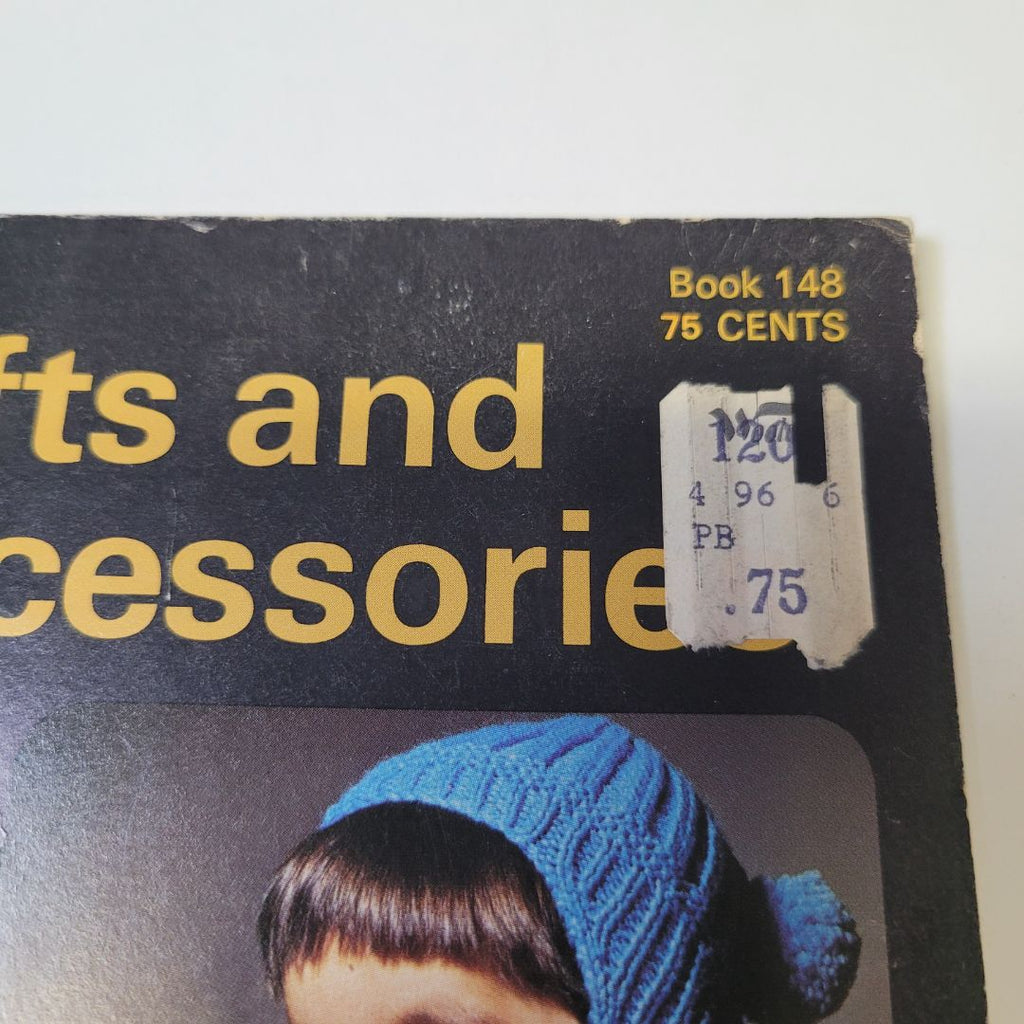 Book 148
75 CENTS
fts and
cessorie
120
4 96 6
PB
.75